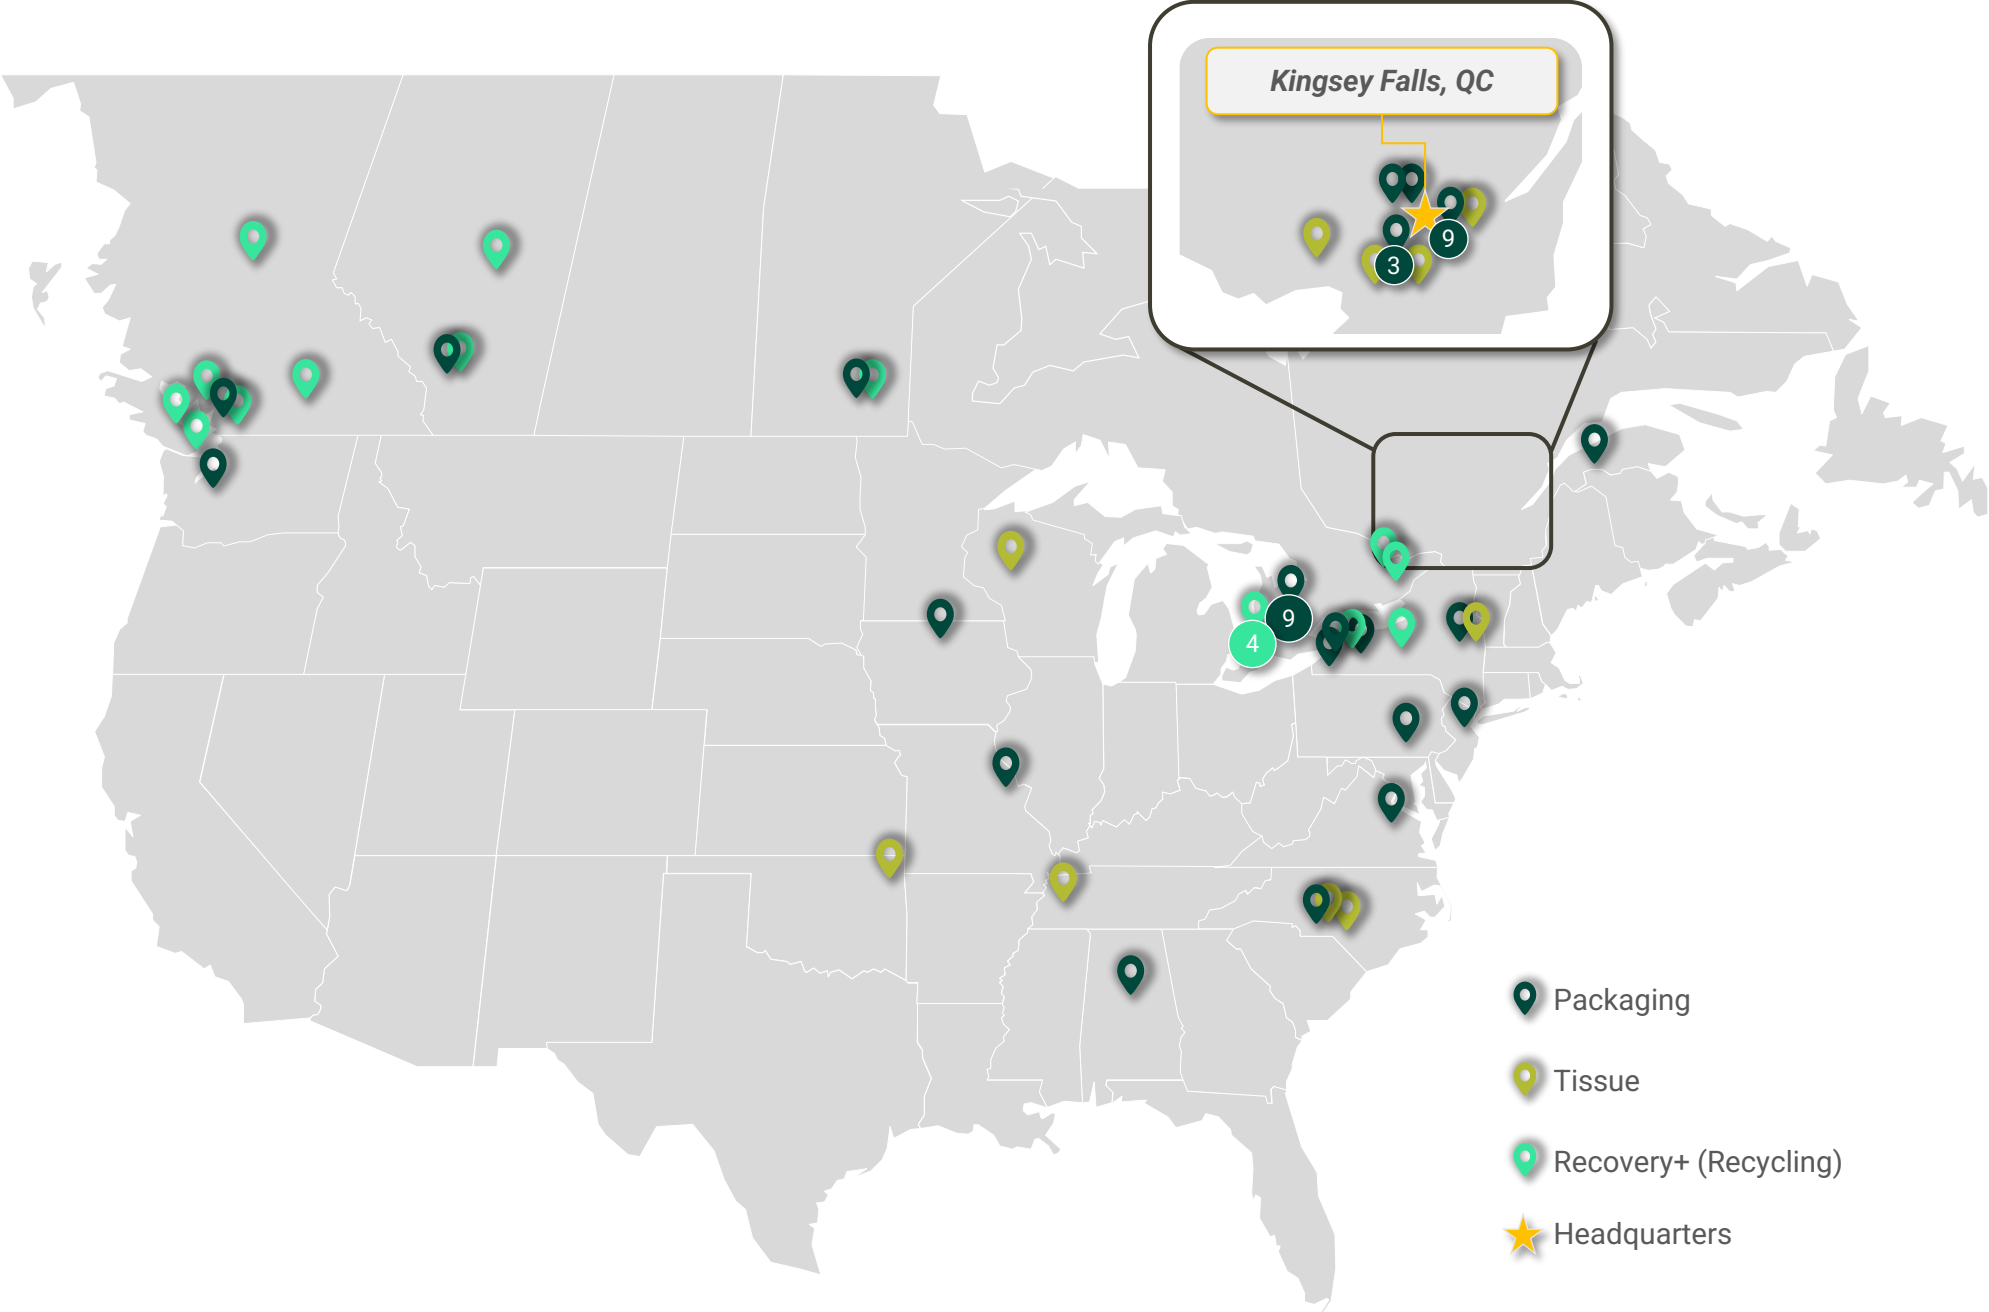 Kingsey Falls, QC
9
3
9
4
Packaging
Tissue
Recovery+ (Recycling)
Headquarters